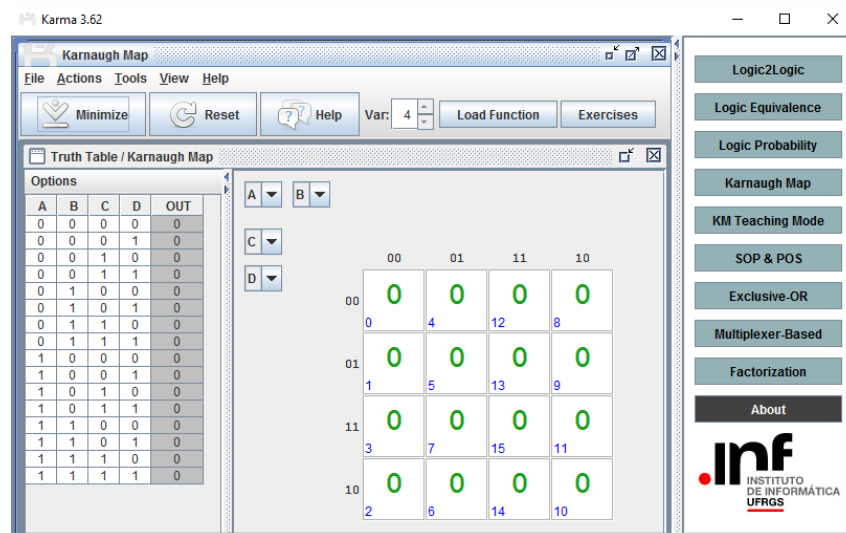 Karma 3.62
Karnaugh Map
File Actions Tools View Help
Minimize Reset Help Var: 4 Load Function Exercises
Truth Table / Karnaugh Map
Options
A B C D OUT
0 0 0 0 0
0 0 0 1 0
0 0 1 0 0
0 0 1 1 0
0 1 0 0 0
0 1 0 1 0
0 1 1 0 0
0 1 1 1 0
1 0 0 0 0
1 0 0 1 0
1 0 1 0 0
1 0 1 1 0
1 1 0 0 0
1 1 0 1 0
1 1 1 0 0
1 1 1 1 0
A B
C
D
00 01 11 10
00 0 0 0 0
0 4 12 8
01 0 0 0 0
1 5 13 9
11 0 0 0 0
3 7 15 11
10 0 0 0 0
2 6 14 10
Logic2Logic
Logic Equivalence
Logic Probability
Karnaugh Map
KM Teaching Mode
SOP & POS
Exclusive-OR
Multiplexer-Based
Factorization
About
.inf
INSTITUTO
DE INFORMÁTICA
UFRGS